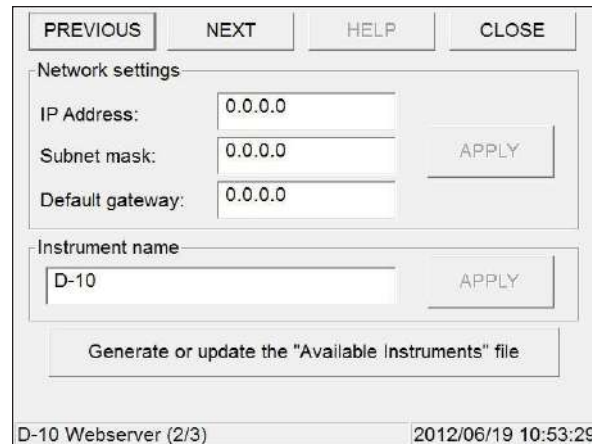 PREVIOUS NEXT HELP CLOSE
Network settings
IP Address: 0.0.0.0
Subnet mask: 0.0.0.0
APPLY
Default gateway: 0.0.0.0
Instrument name
D-10 APPLY
Generate or update the "Available Instruments" file
D-10 Webserver (2/3) 2012/06/19 10:53:29